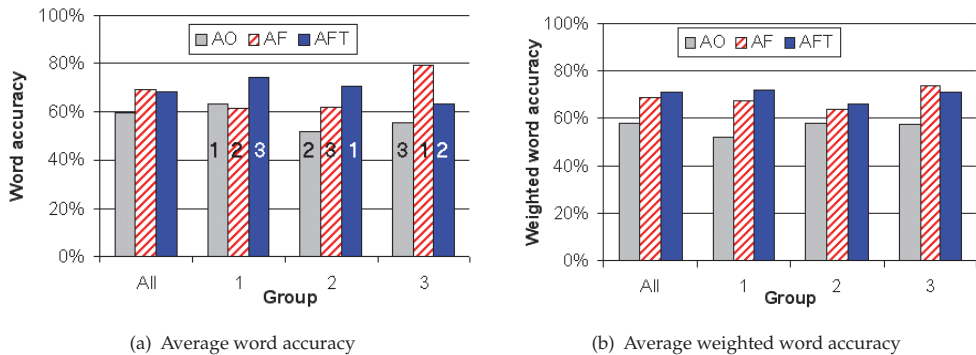 100%
80%
60%
40%
20%
0%
Word accuracy
AO AF AFT
1 2 3 2 3 1 3 1 2
All 1 2 3
Group
(a) Average word accuracy
100%
80%
60%
40%
20%
0%
Weighted word accuracy
AO AF AFT
All 1 2 3
Group
(b) Average weighted word accuracy